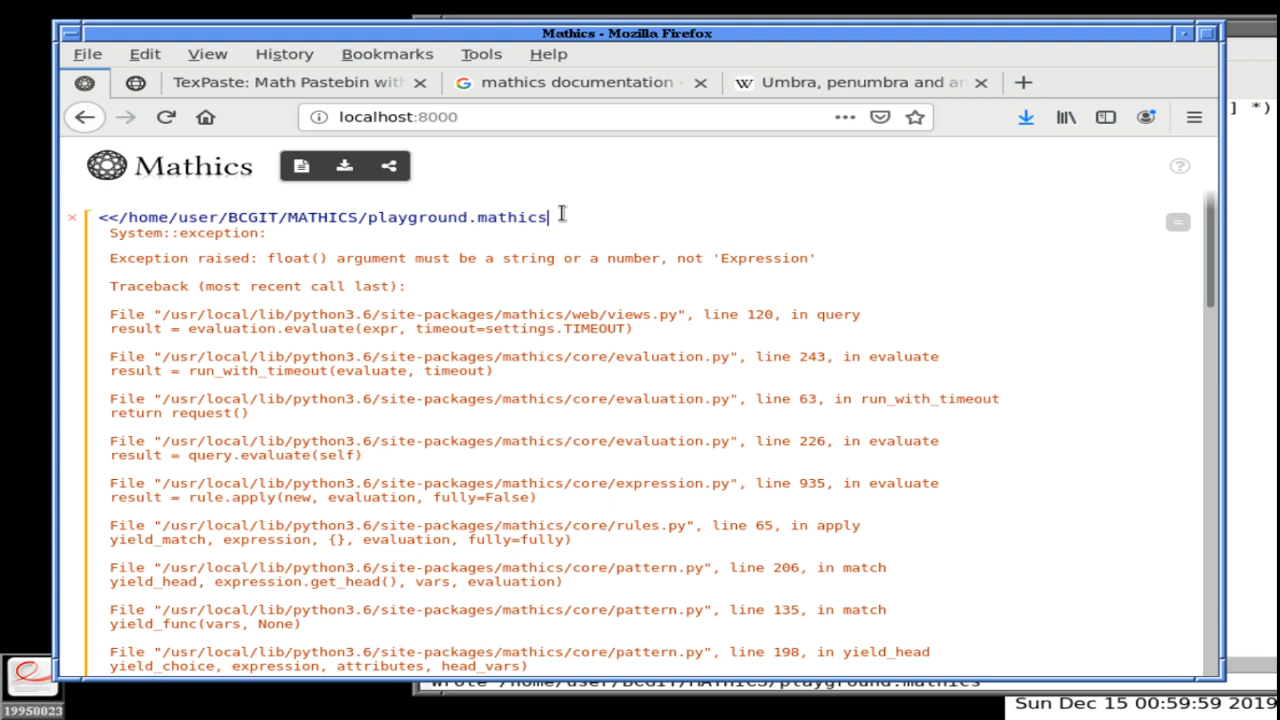 Mathics - Mozilla Firefox
File Edit View History Bookmarks Tools Help
TexPaste: Math Pastebin with
mathics documentation -
Umbra, penumbra and an
localhost:8000
] *)
Mathics
<</home/user/BCGIT/MATHICS/playground.mathics
System::exception:
Exception raised: float() argument must be a string or a number, not 'Expression'
Traceback (most recent call last):
File "/usr/local/lib/python3.6/site-packages/mathics/web/views.py", line 120, in query
result = evaluation.evaluate(expr, timeout=settings.TIMEOUT)
File "/usr/local/lib/python3.6/site-packages/mathics/core/evaluation.py", line 243, in evaluate
result = run_with_timeout(evaluate, timeout)
File "/usr/local/lib/python3.6/site-packages/mathics/core/evaluation.py", line 63, in run_with_timeout
return request()
File "/usr/local/lib/python3.6/site-packages/mathics/core/evaluation.py", line 226, in evaluate
result = query.evaluate(self)
File "/usr/local/lib/python3.6/site-packages/mathics/core/expression.py", line 935, in evaluate
result = rule.apply(new, evaluation, fully=False)
File "/usr/local/lib/python3.6/site-packages/mathics/core/rules.py", line 65, in apply
yield_match, expression, {}, evaluation, fully=fully)
File "/usr/local/lib/python3.6/site-packages/mathics/core/pattern.py", line 206, in match
yield_head, expression.get_head(), vars, evaluation)
File "/usr/local/lib/python3.6/site-packages/mathics/core/pattern.py", line 135, in match
yield_func(vars, None)
File "/usr/local/lib/python3.6/site-packages/mathics/core/pattern.py", line 198, in yield_head
yield_choice, expression, attributes, head_vars)
Wrote /home/user/BCGIT/MATHICS/playground.mathics
19950023
Sun Dec 15 00:59:59 2019